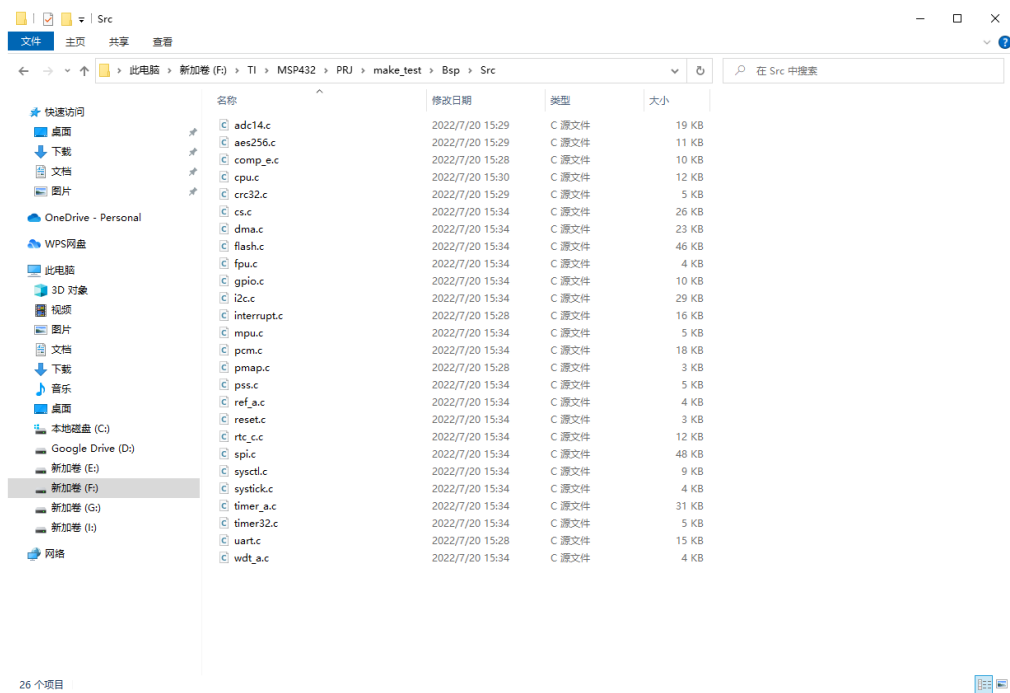 Src
文件 主页 共享 查看
此电脑 › 新加卷 (F:) › TI › MSP432 › PRJ › make_test › Bsp › Src
在 Src 中搜索
快速访问
桌面
下载
文档
图片
OneDrive - Personal
WPS网盘
此电脑
3D 对象
视频
图片
文档
下载
音乐
桌面
本地磁盘 (C:)
Google Drive (D:)
新加卷 (E:)
新加卷 (F:)
新加卷 (G:)
新加卷 (I:)
网络
名称 修改日期 类型 大小
adc14.c 2022/7/20 15:29 C 源文件 19 KB
aes256.c 2022/7/20 15:29 C 源文件 11 KB
comp_e.c 2022/7/20 15:28 C 源文件 10 KB
cpu.c 2022/7/20 15:30 C 源文件 12 KB
crc32.c 2022/7/20 15:29 C 源文件 5 KB
cs.c 2022/7/20 15:34 C 源文件 26 KB
dma.c 2022/7/20 15:34 C 源文件 23 KB
flash.c 2022/7/20 15:34 C 源文件 46 KB
fpu.c 2022/7/20 15:34 C 源文件 4 KB
gpio.c 2022/7/20 15:34 C 源文件 10 KB
i2c.c 2022/7/20 15:34 C 源文件 29 KB
interrupt.c 2022/7/20 15:28 C 源文件 16 KB
mpu.c 2022/7/20 15:34 C 源文件 5 KB
pcm.c 2022/7/20 15:34 C 源文件 18 KB
pmap.c 2022/7/20 15:28 C 源文件 3 KB
pss.c 2022/7/20 15:34 C 源文件 5 KB
ref_a.c 2022/7/20 15:34 C 源文件 4 KB
reset.c 2022/7/20 15:34 C 源文件 3 KB
rtc_c.c 2022/7/20 15:34 C 源文件 12 KB
spi.c 2022/7/20 15:34 C 源文件 48 KB
sysctl.c 2022/7/20 15:34 C 源文件 9 KB
systick.c 2022/7/20 15:34 C 源文件 4 KB
timer_a.c 2022/7/20 15:34 C 源文件 31 KB
timer32.c 2022/7/20 15:34 C 源文件 5 KB
uart.c 2022/7/20 15:28 C 源文件 15 KB
wdt_a.c 2022/7/20 15:34 C 源文件 4 KB
26 个项目